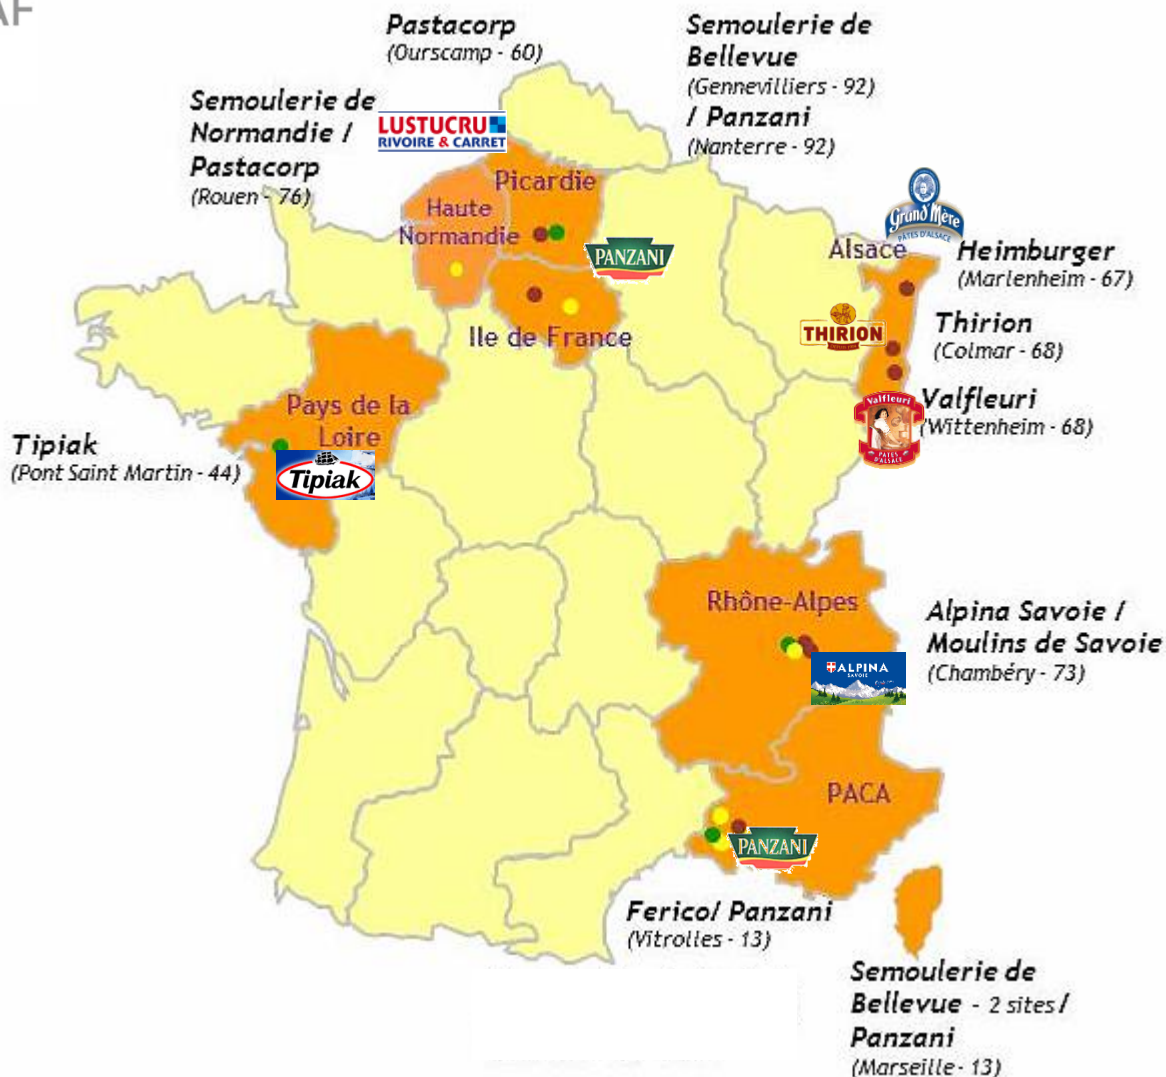 AF
Pastacorp
(Ourscamp - 60)
Semoulerie de
Bellevue
(Gennevilliers - 92)
/ Panzani
(Nanterre - 92)
Semoulerie de
Normandie /
Pastacorp
(Rouen - 76)
LUSTUCRU
RIVOIRE & CARRET
Picardie
Haute
Normandie
PANZANI
Ile de France
Grand'Mère
PÂTES D'ALSACE
Alsace
Heimburger
(Marlenheim - 67)
THIRION
Thirion
(Colmar - 68)
Valfleuri
PATES
D'ALSACE
Valfleuri
(Wittenheim - 68)
Pays de la
Loire
Tipiak
(Pont Saint Martin - 44)
Tipiak
Rhône-Alpes
ALPINA
SAVOIE
Alpina Savoie /
Moulins de Savoie
(Chambéry - 73)
PACA
PANZANI
Ferico/ Panzani
(Vitrolles - 13)
Semoulerie de
Bellevue - 2 sites /
Panzani
(Marseille - 13)